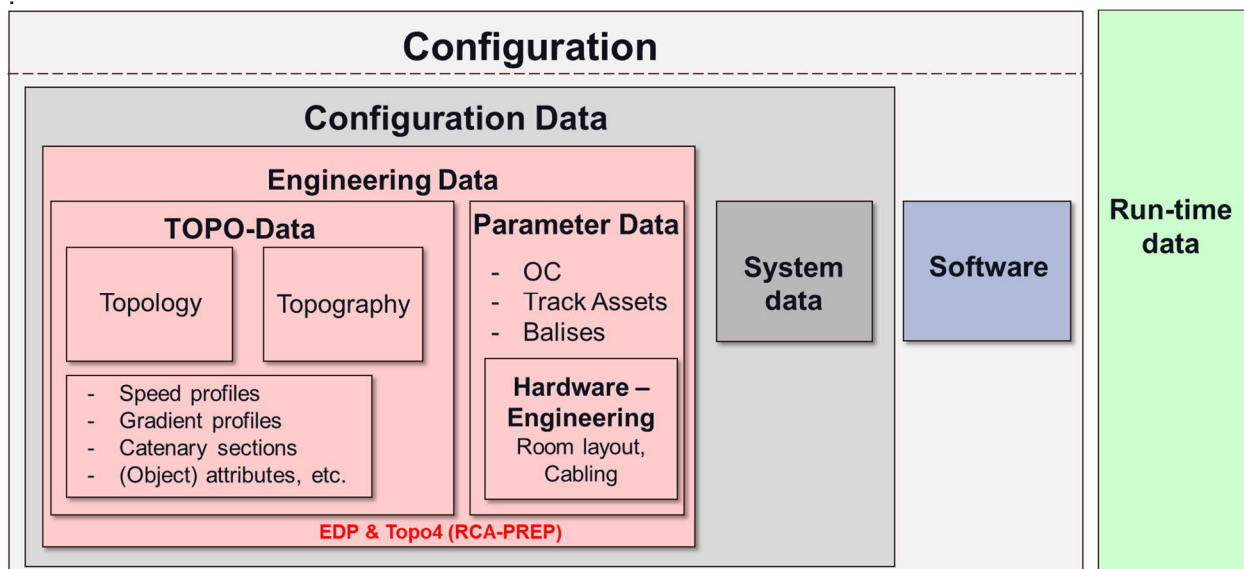 .
Configuration
Configuration Data
Engineering Data
TOPO-Data
Topology
Topography
- Speed profiles
- Gradient profiles
- Catenary sections
- (Object) attributes, etc.
Parameter Data
- OC
- Track Assets
- Balises
Hardware –
Engineering
Room layout,
Cabling
EDP & Topo4 (RCA-PREP)
System
data
Software
Run-time
data